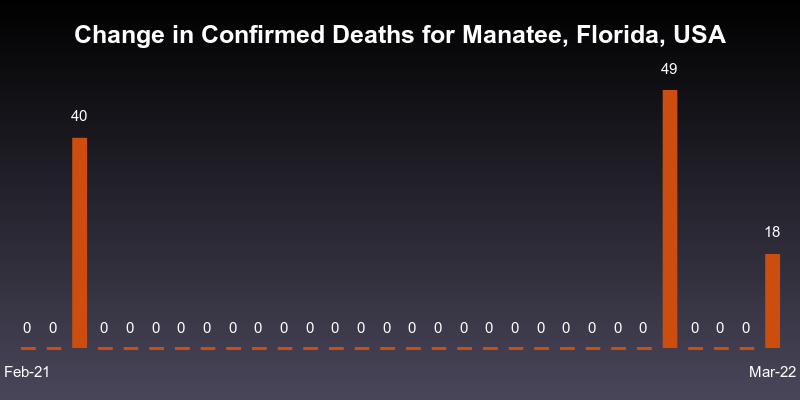 Change in Confirmed Deaths for Manatee, Florida, USA
49
40
18
0 0 0 0 0 0 0 0 0 0 0 0 0 0 0 0 0 0 0 0 0 0 0 0 0 0 0
Feb-21 Mar-22